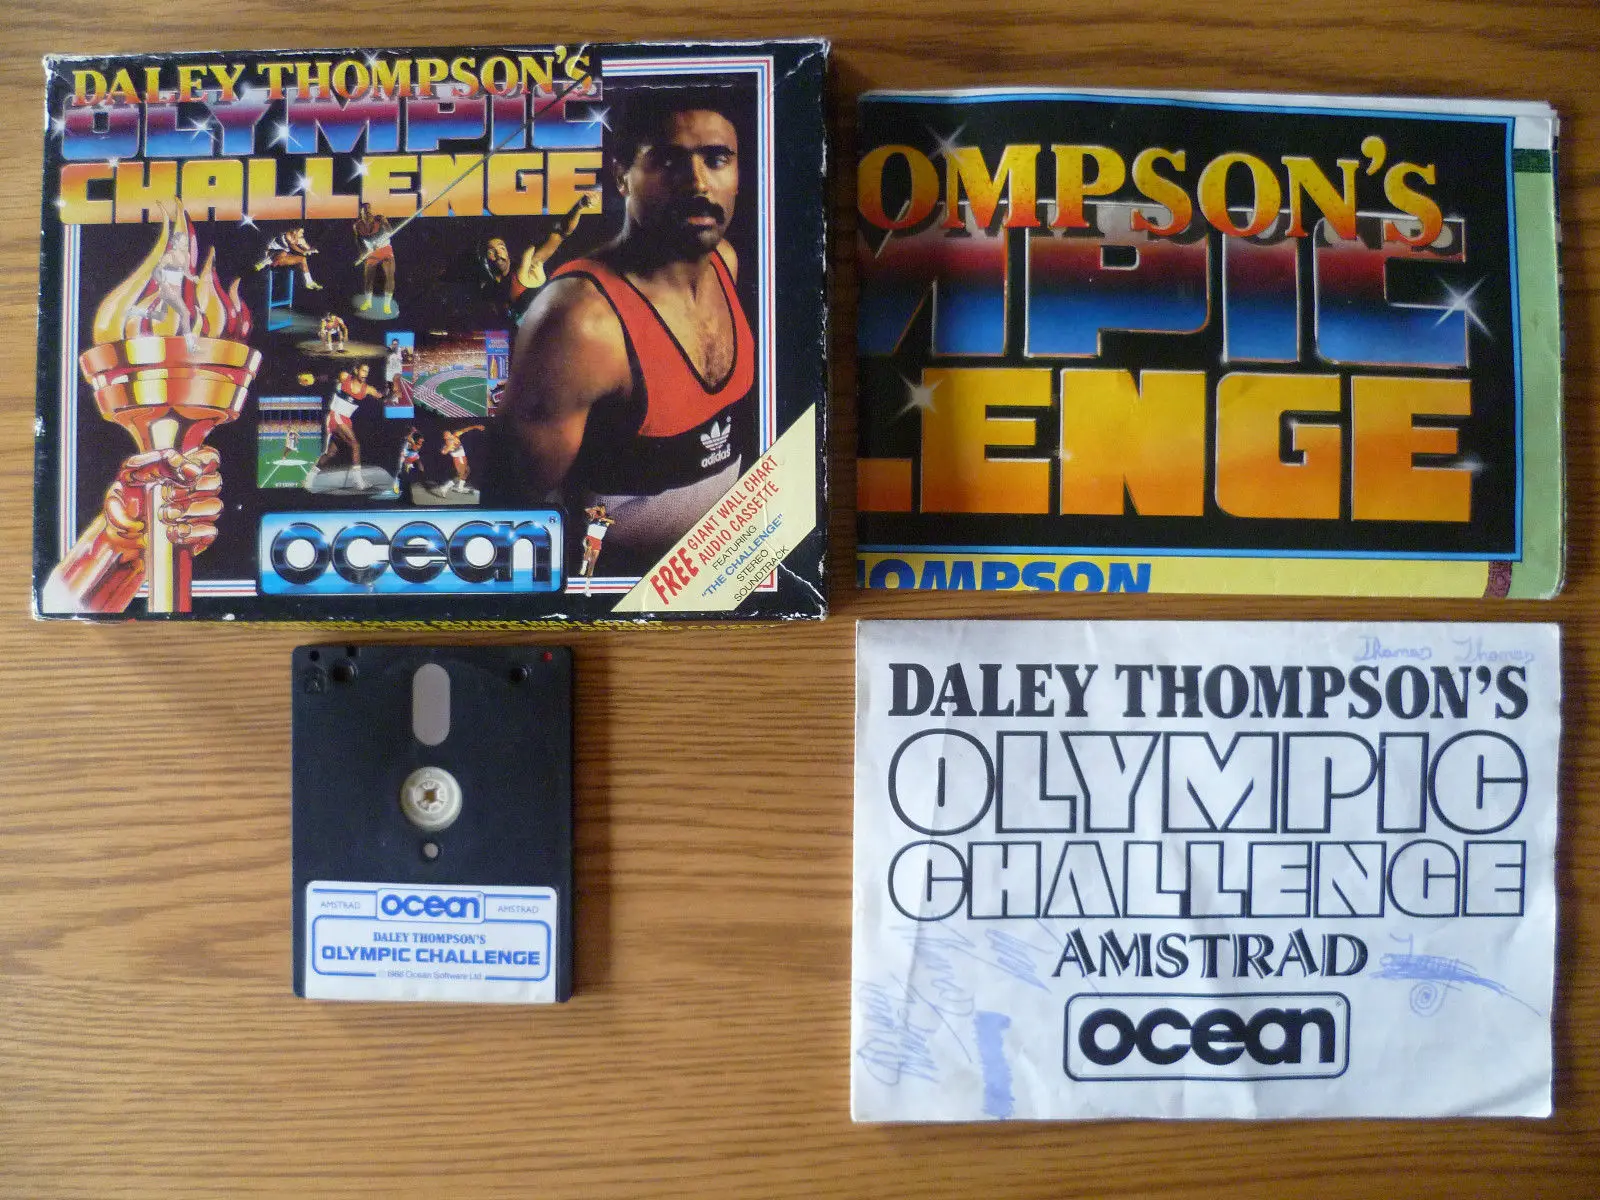 DALEY THOMPSON'S
OLYMPIC
CHALLENGE
adidas
FREE GIANT WALL CHART
AUDIO CASSETTE
FEATURING
"THE CHALLENGE"
STEREO
SOUNDTRACK
ocean
OMPSON'S
MPIC
LENGE
THOMPSON
AMSTRAD ocean AMSTRAD
DALEY THOMPSON'S
OLYMPIC CHALLENGE
© 1988 Ocean Software Ltd
Thomas Thomas
DALEY THOMPSON'S
OLYMPIC
CHALLENGE
AMSTRAD
ocean